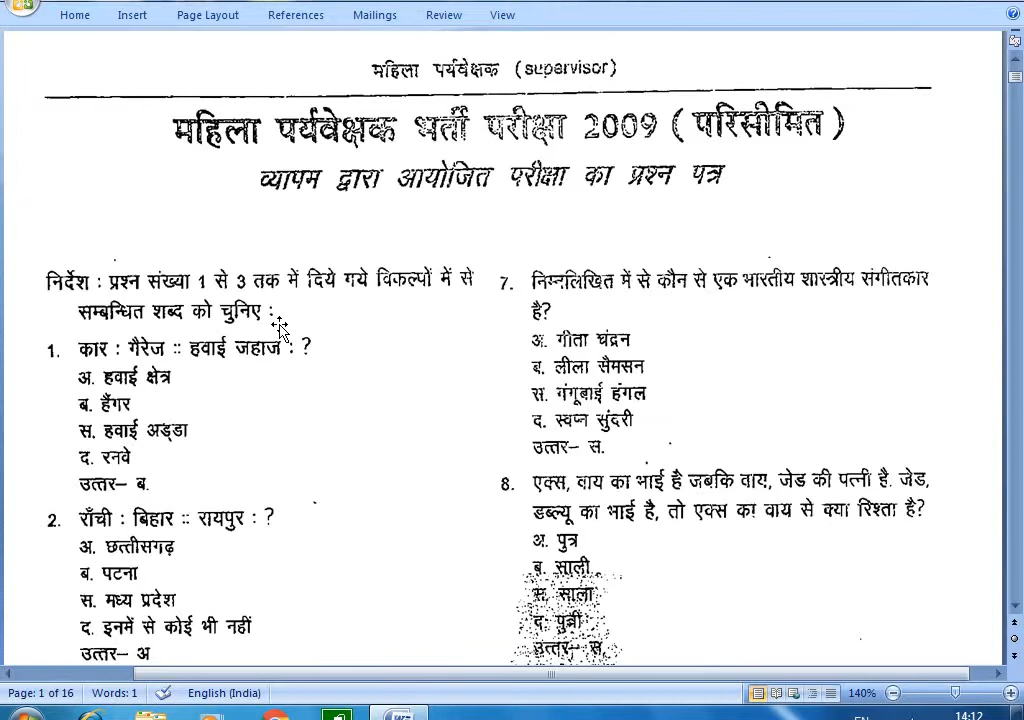 Home Insert Page Layout References Mailings Review View
महिला पर्यवेक्षक (supervisor)
महिला पर्यवेक्षक भर्ती परीक्षा 2009 (परिसीमित)
व्यापम द्वारा आयोजित परीक्षा का प्रश्न पत्र
निर्देश : प्रश्न संख्या 1 से 3 तक में दिये गये विकल्पों में से
सम्बन्धित शब्द को चुनिए :
1. कार : गैरेज :: हवाई जहाज : ?
अ. हवाई क्षेत्र
ब. हैंगर
स. हवाई अड्डा
द. रनवे
उत्तर– ब.
2. राँची : बिहार :: रायपुर : ?
अ. छत्तीसगढ़
ब. पटना
स. मध्य प्रदेश
द. इनमें से कोई भी नहीं
उत्तर– अ
7. निम्नलिखित में से कौन से एक भारतीय शास्त्रीय संगीतकार
है?
अ. गीता चंद्रन
ब. लीला सैमसन
स. गंगूबाई हंगल
द. स्वप्न सुंदरी
उत्तर– स.
8. एक्स, वाय का भाई है जबकि वाय, जेड की पत्नी है. जेड,
डब्ल्यू का भाई है, तो एक्स का वाय से क्या रिश्ता है?
अ. पुत्र
ब. साली
स. साला
द. पुत्री
उत्तर– स.
Page: 1 of 16 Words: 1 English (India) 140%
14:12